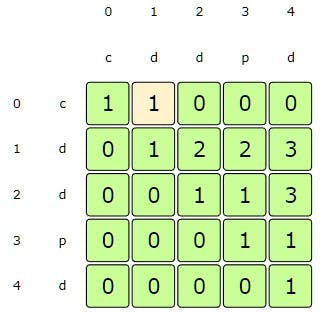 0 1 2 3 4
c d d p d
0 c 1 1 0 0 0
1 d 0 1 2 2 3
2 d 0 0 1 1 3
3 p 0 0 0 1 1
4 d 0 0 0 0 1